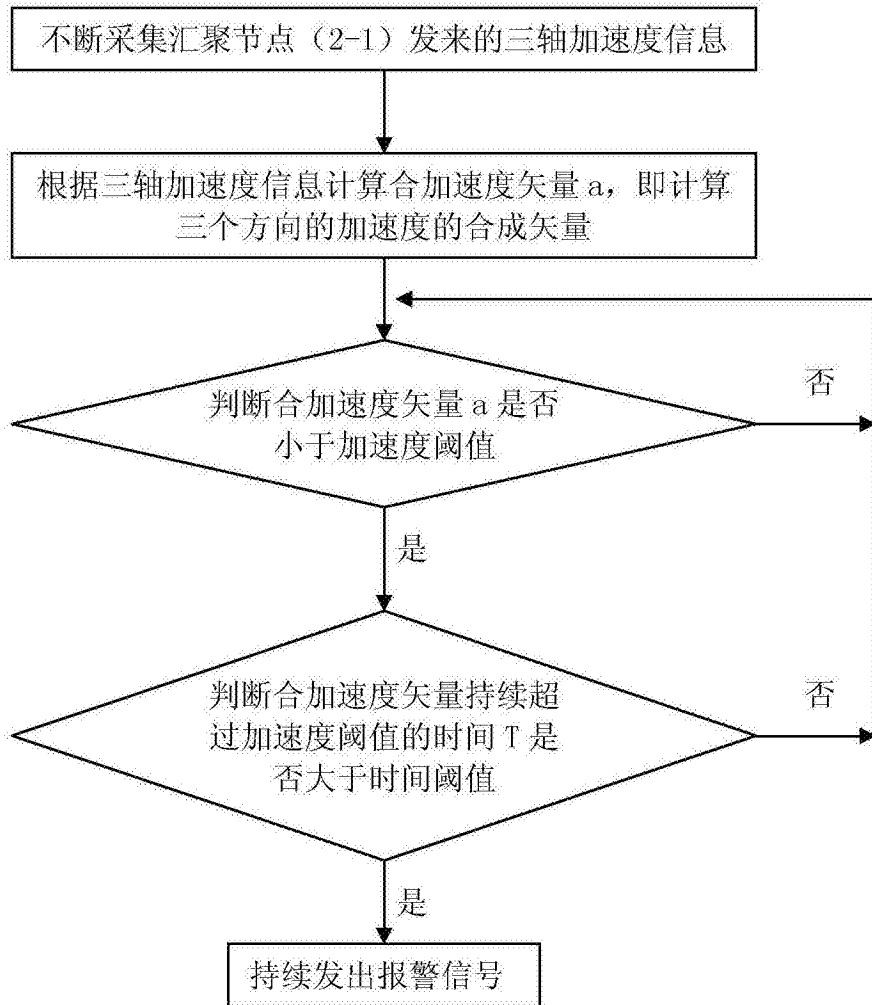 不断采集汇聚节点（2-1）发来的三轴加速度信息
根据三轴加速度信息计算合加速度矢量a，即计算
三个方向的加速度的合成矢量
判断合加速度矢量a是否
小于加速度阈值
否
是
判断合加速度矢量持续超
过加速度阈值的时间T是
否大于时间阈值
否
是
持续发出报警信号